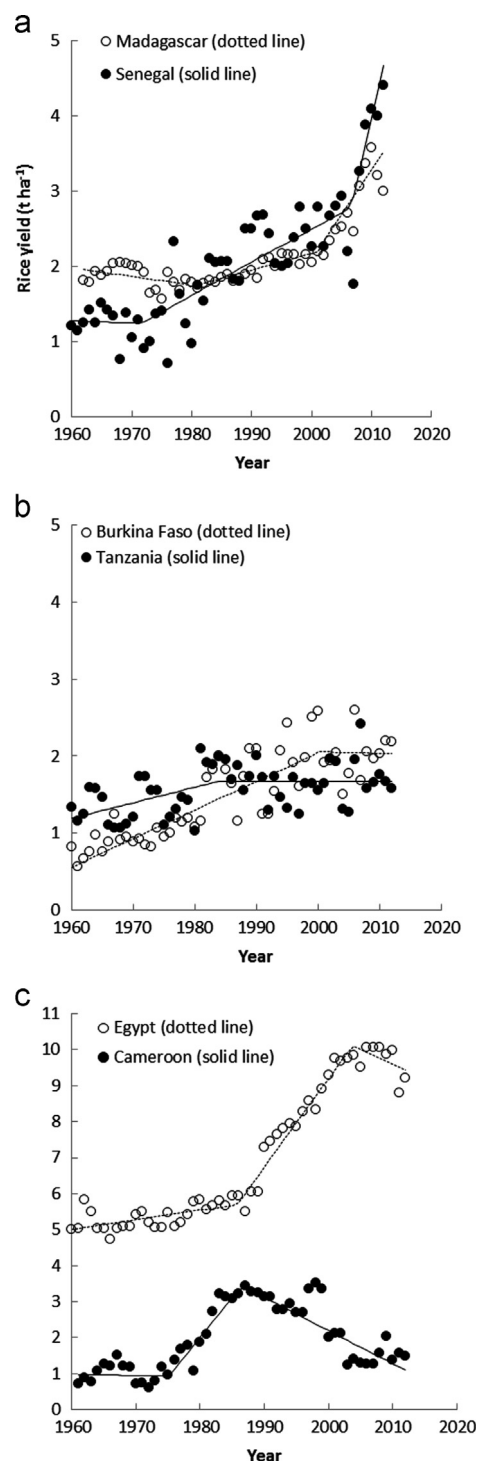 a
5
Madagascar (dotted line)
Senegal (solid line)
4
3
2
1
0
Rice yield (t ha⁻¹)
1960 1970 1980 1990 2000 2010 2020
Year
b
5
Burkina Faso (dotted line)
Tanzania (solid line)
4
3
2
1
0
1960 1970 1980 1990 2000 2010 2020
Year
c
11
Egypt (dotted line)
10
Cameroon (solid line)
9
8
7
6
5
4
3
2
1
0
1960 1970 1980 1990 2000 2010 2020
Year